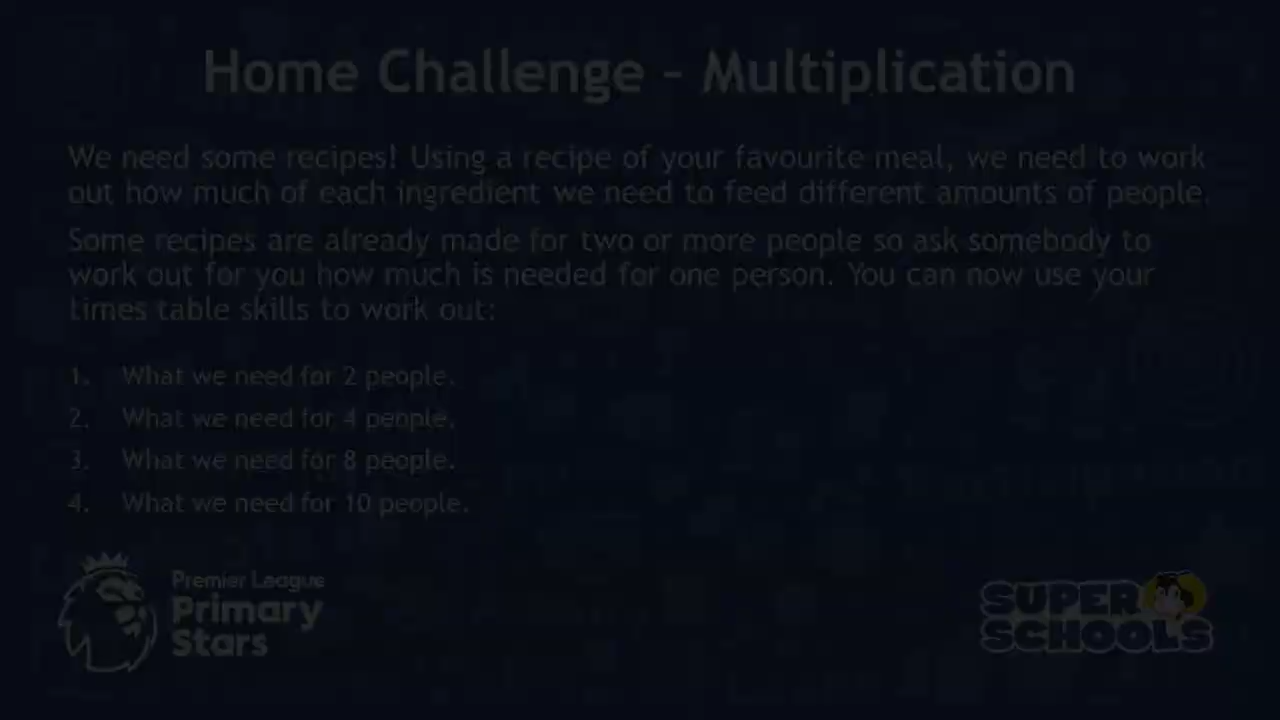 Home Challenge – Multiplication
We need some recipes! Using a recipe of your favourite meal, we need to work
out how much of each ingredient we need to feed different amounts of people.
Some recipes are already made for two or more people so ask somebody to
work out for you how much is needed for one person. You can now use your
times table skills to work out:
1. What we need for 2 people.
2. What we need for 4 people.
3. What we need for 8 people.
4. What we need for 10 people.
Premier League
Primary
Stars
SUPER
SCHOOLS